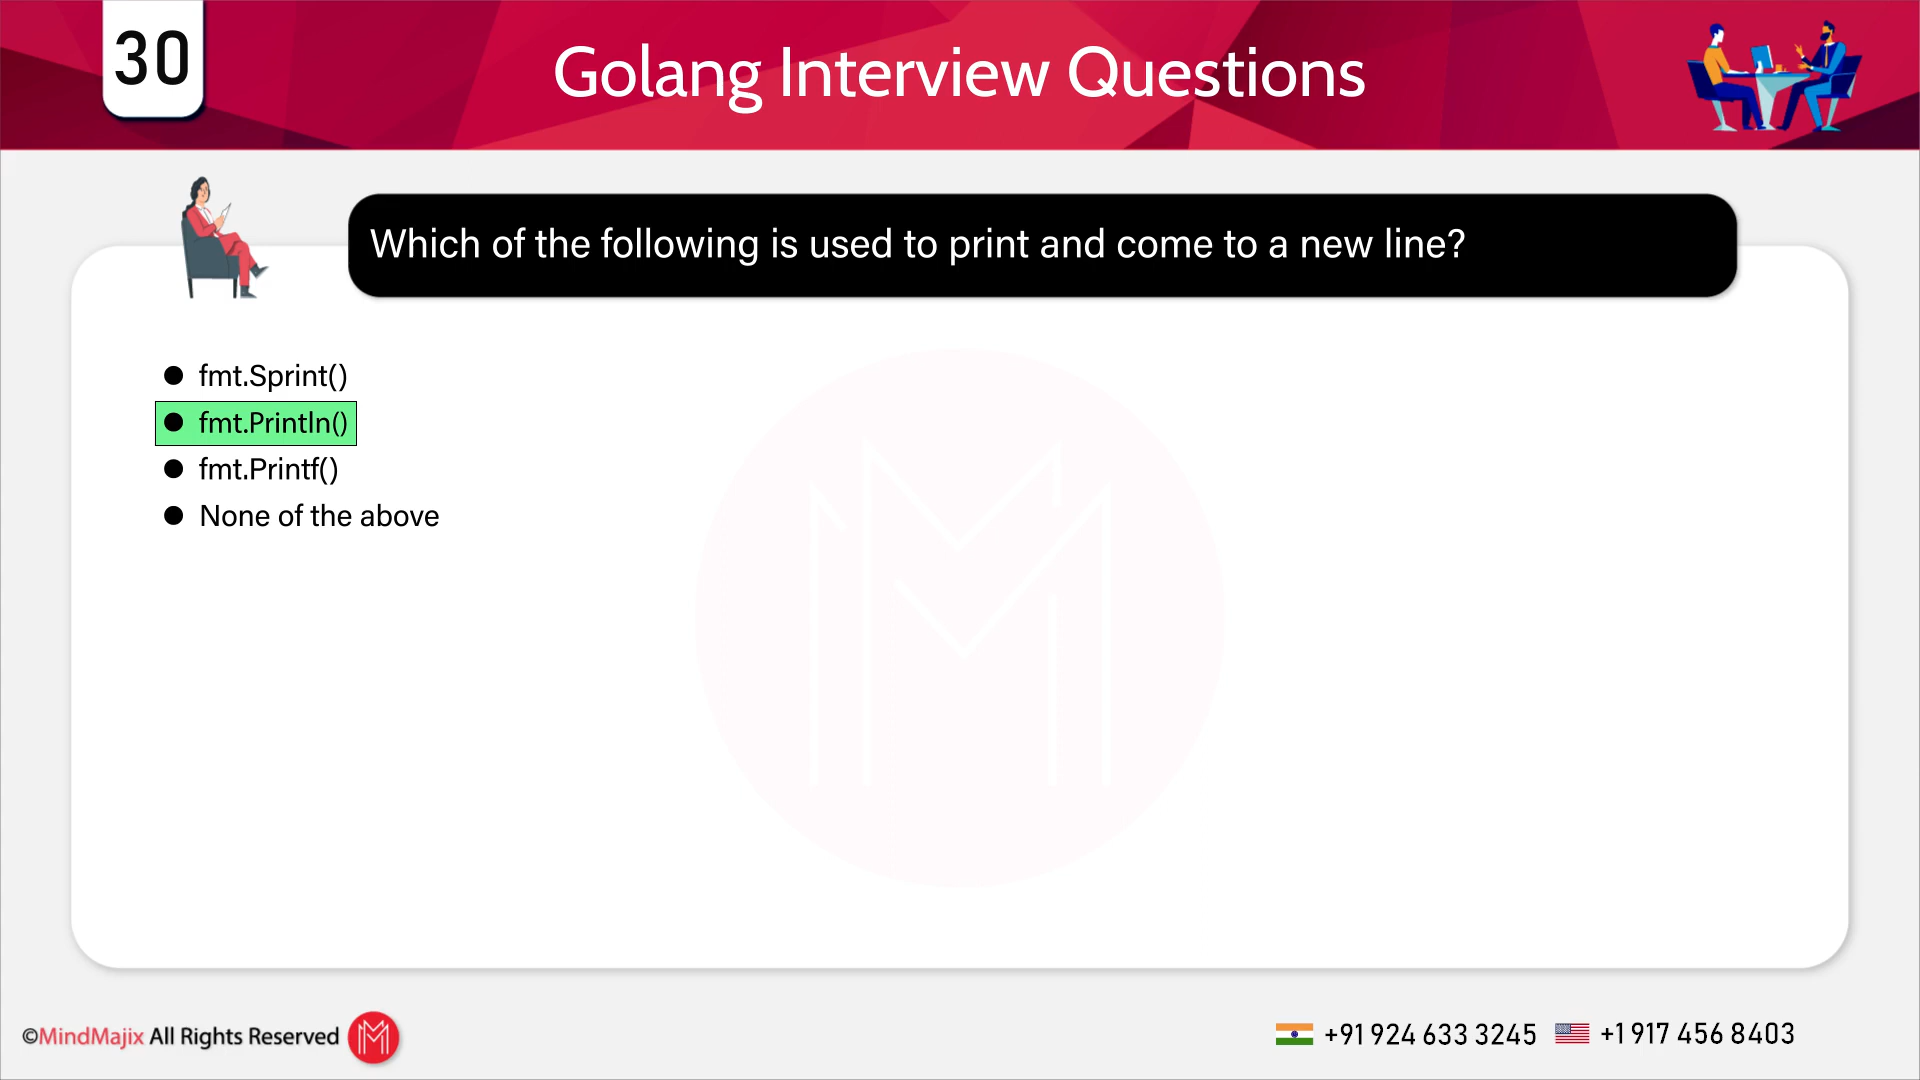 30
Golang Interview Questions
Which of the following is used to print and come to a new line?
● fmt.Sprint()
● fmt.Println()
● fmt.Printf()
● None of the above
©MindMajix All Rights Reserved
+91 924 633 3245 +1 917 456 8403